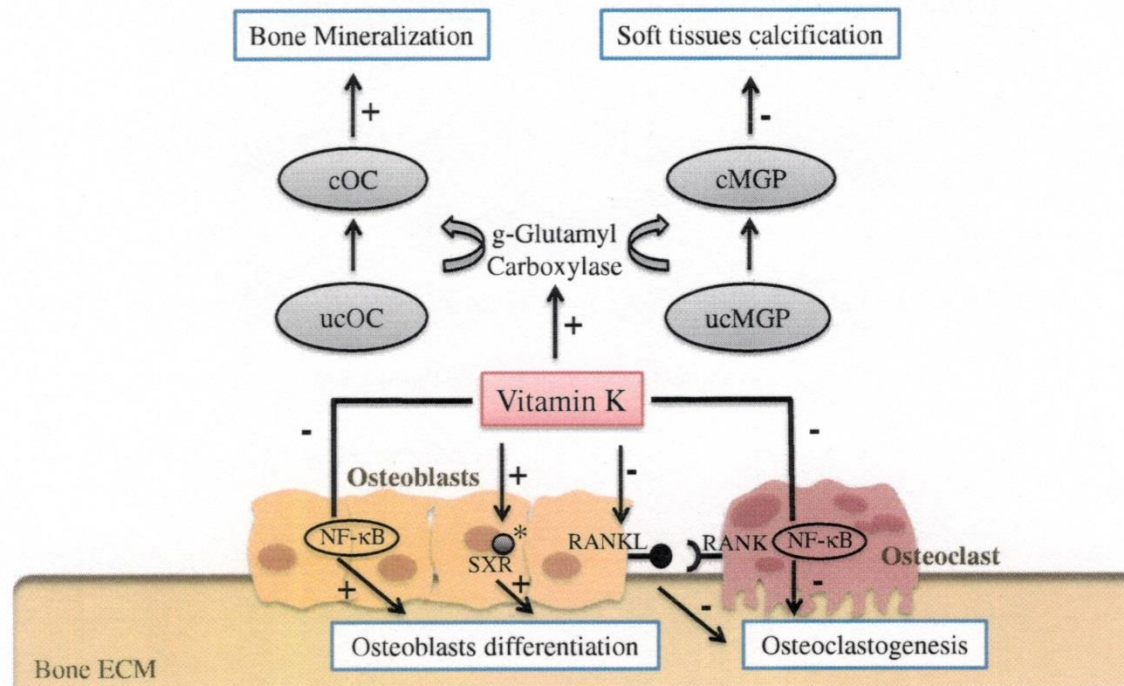 Bone Mineralization
Soft tissues calcification
+
-
cOC
cMGP
g-Glutamyl
Carboxylase
ucOC
ucMGP
+
Vitamin K
-
+
-
-
Osteoblasts
NF-κB
*
SXR
RANKL
RANK
NF-κB
Osteoclast
+
+
-
-
Osteoblasts differentiation
Osteoclastogenesis
Bone ECM